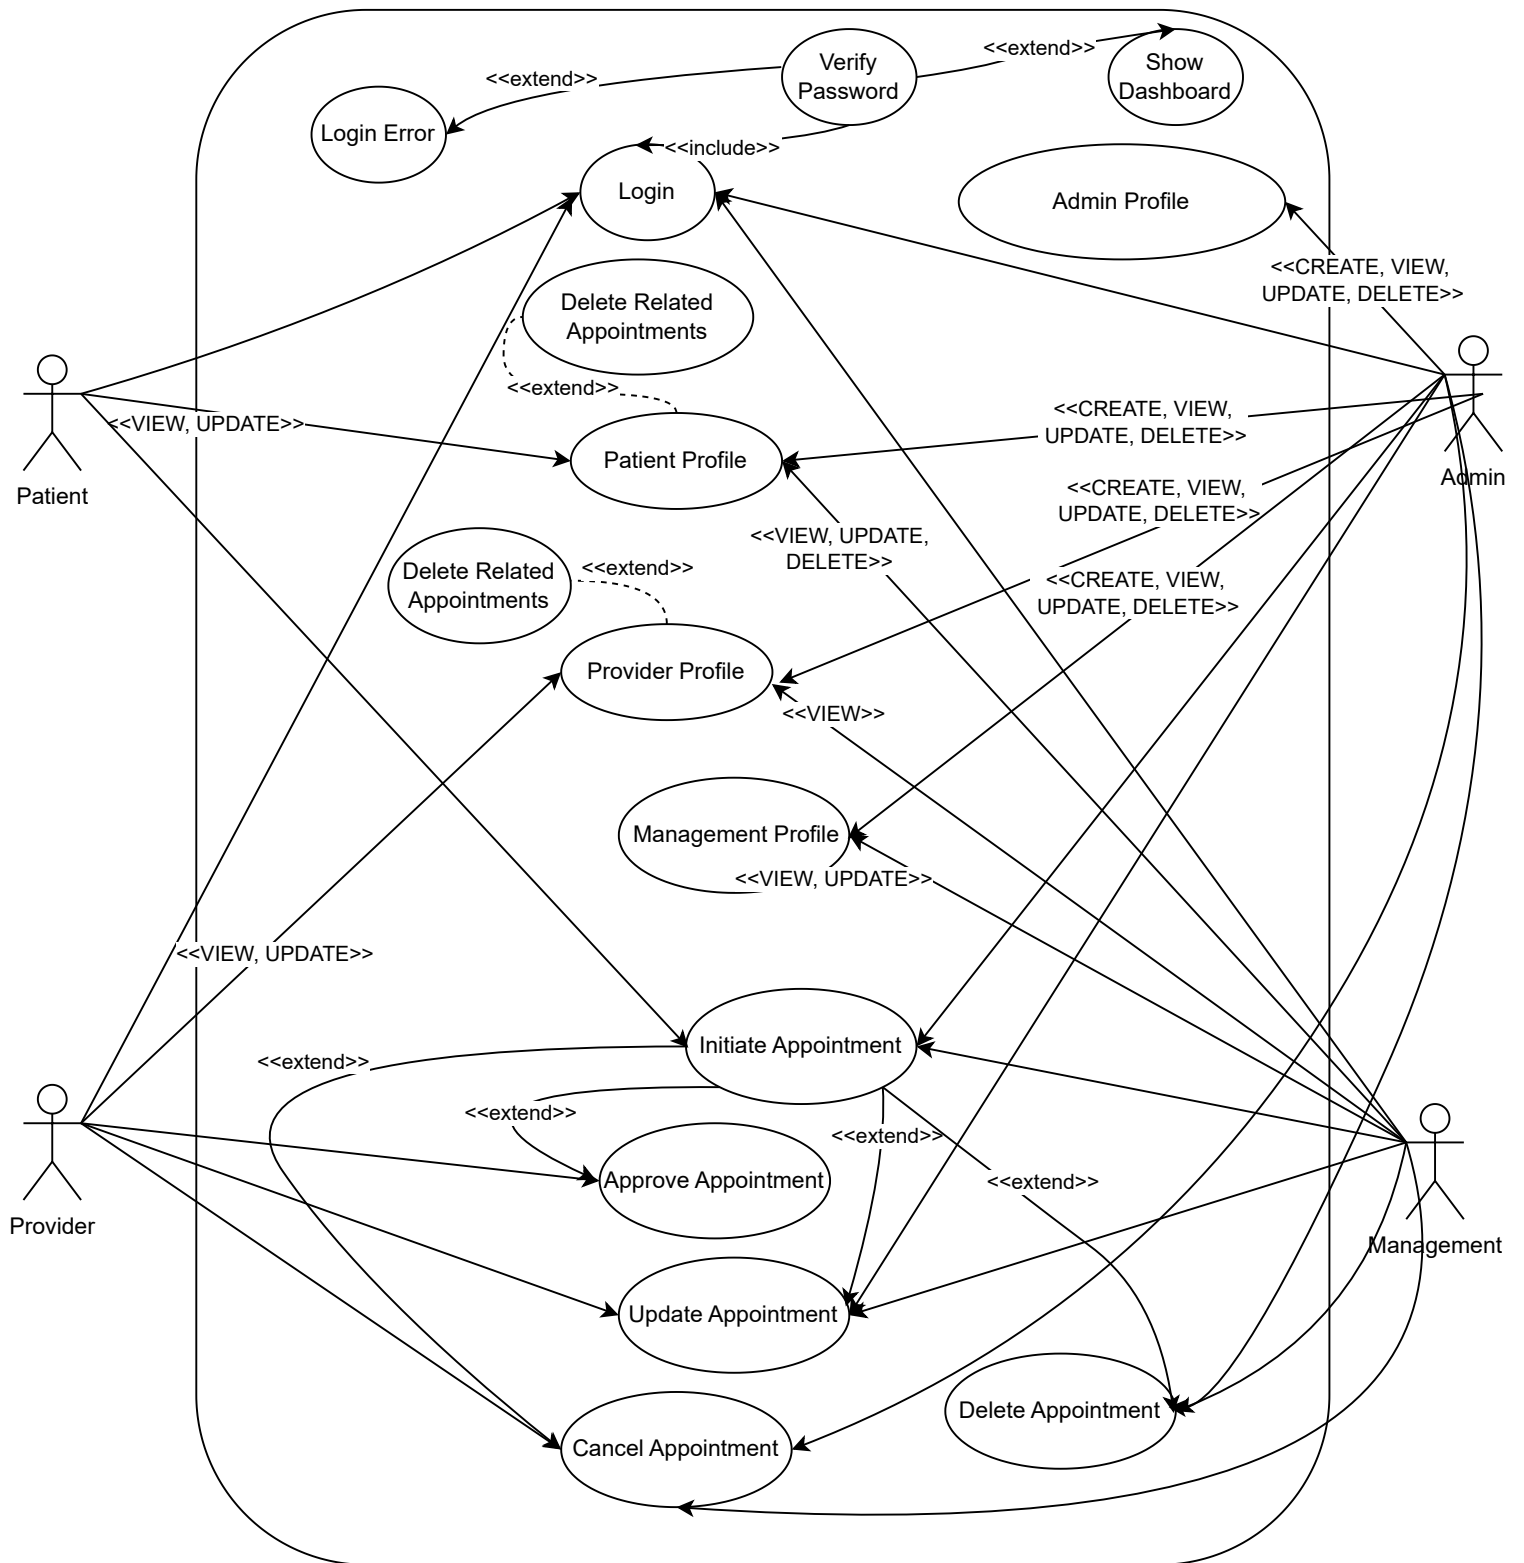 Verify
Password
<<extend>>
Show
Dashboard
<<extend>>
Login Error
<<include>>
Login
Admin Profile
<<CREATE, VIEW,
UPDATE, DELETE>>
Delete Related
Appointments
<<extend>>
<<VIEW, UPDATE>>
<<CREATE, VIEW,
UPDATE, DELETE>>
Patient Profile
Patient
Admin
<<CREATE, VIEW,
UPDATE, DELETE>>
<<VIEW, UPDATE,
DELETE>>
Delete Related
Appointments
<<extend>>
<<CREATE, VIEW,
UPDATE, DELETE>>
Provider Profile
<<VIEW>>
Management Profile
<<VIEW, UPDATE>>
<<VIEW, UPDATE>>
Initiate Appointment
<<extend>>
<<extend>>
<<extend>>
Approve Appointment
<<extend>>
Provider
Management
Update Appointment
Delete Appointment
Cancel Appointment